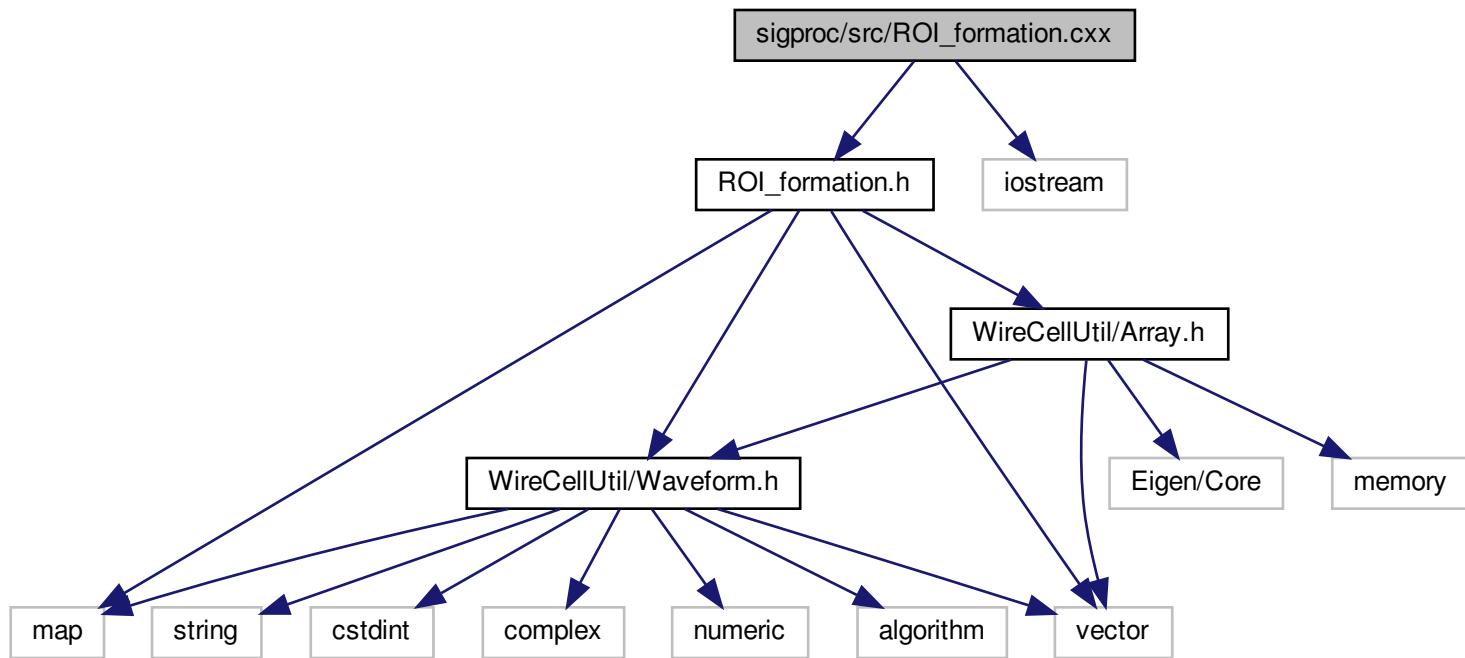 sigproc/src/ROI_formation.cxx
ROI_formation.h
iostream
WireCellUtil/Array.h
WireCellUtil/Waveform.h
Eigen/Core
memory
map
string
cstdint
complex
numeric
algorithm
vector